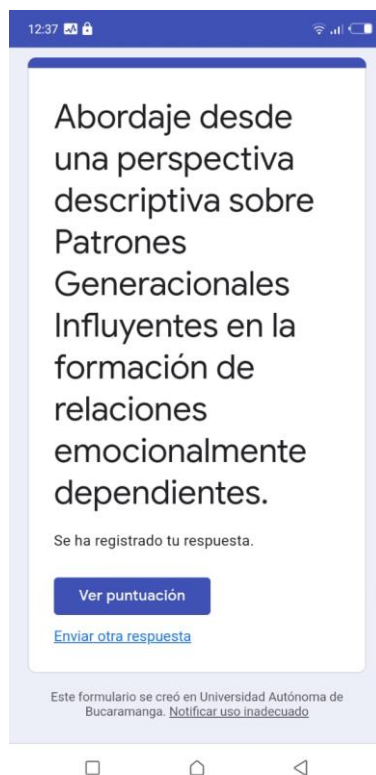 12:37
Abordaje desde
una perspectiva
descriptiva sobre
Patrones
Generacionales
Influyentes en la
formación de
relaciones
emocionalmente
dependientes.
Se ha registrado tu respuesta.
Ver puntuación
Enviar otra respuesta
Este formulario se creó en Universidad Autónoma de
Bucaramanga. Notificar uso inadecuado